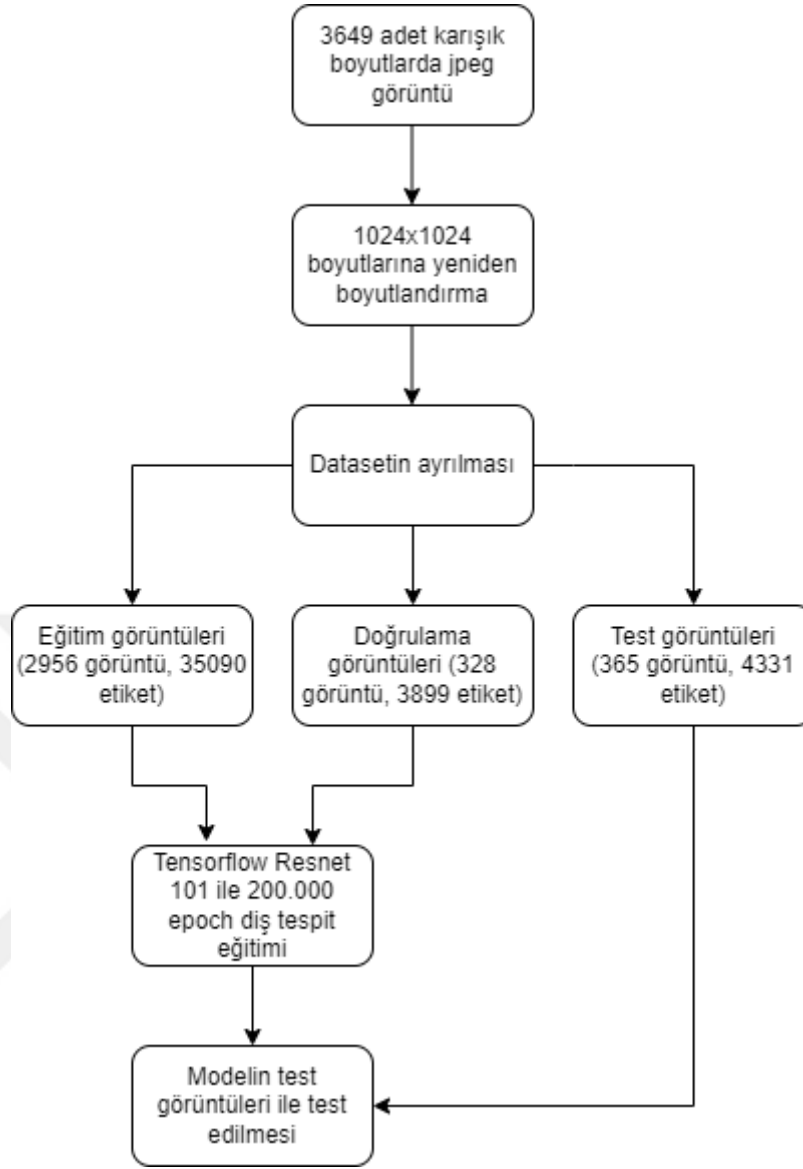 3649 adet karışık
boyutlarda jpeg
görüntü
1024x1024
boyutlarına yeniden
boyutlandırma
Datasetin ayrılması
Eğitim görüntüleri
(2956 görüntü, 35090
etiket)
Doğrulama
görüntüleri (328
görüntü, 3899 etiket)
Test görüntüleri
(365 görüntü, 4331
etiket)
Tensorflow Resnet
101 ile 200.000
epoch diş tespit
eğitimi
Modelin test
görüntüleri ile test
edilmesi